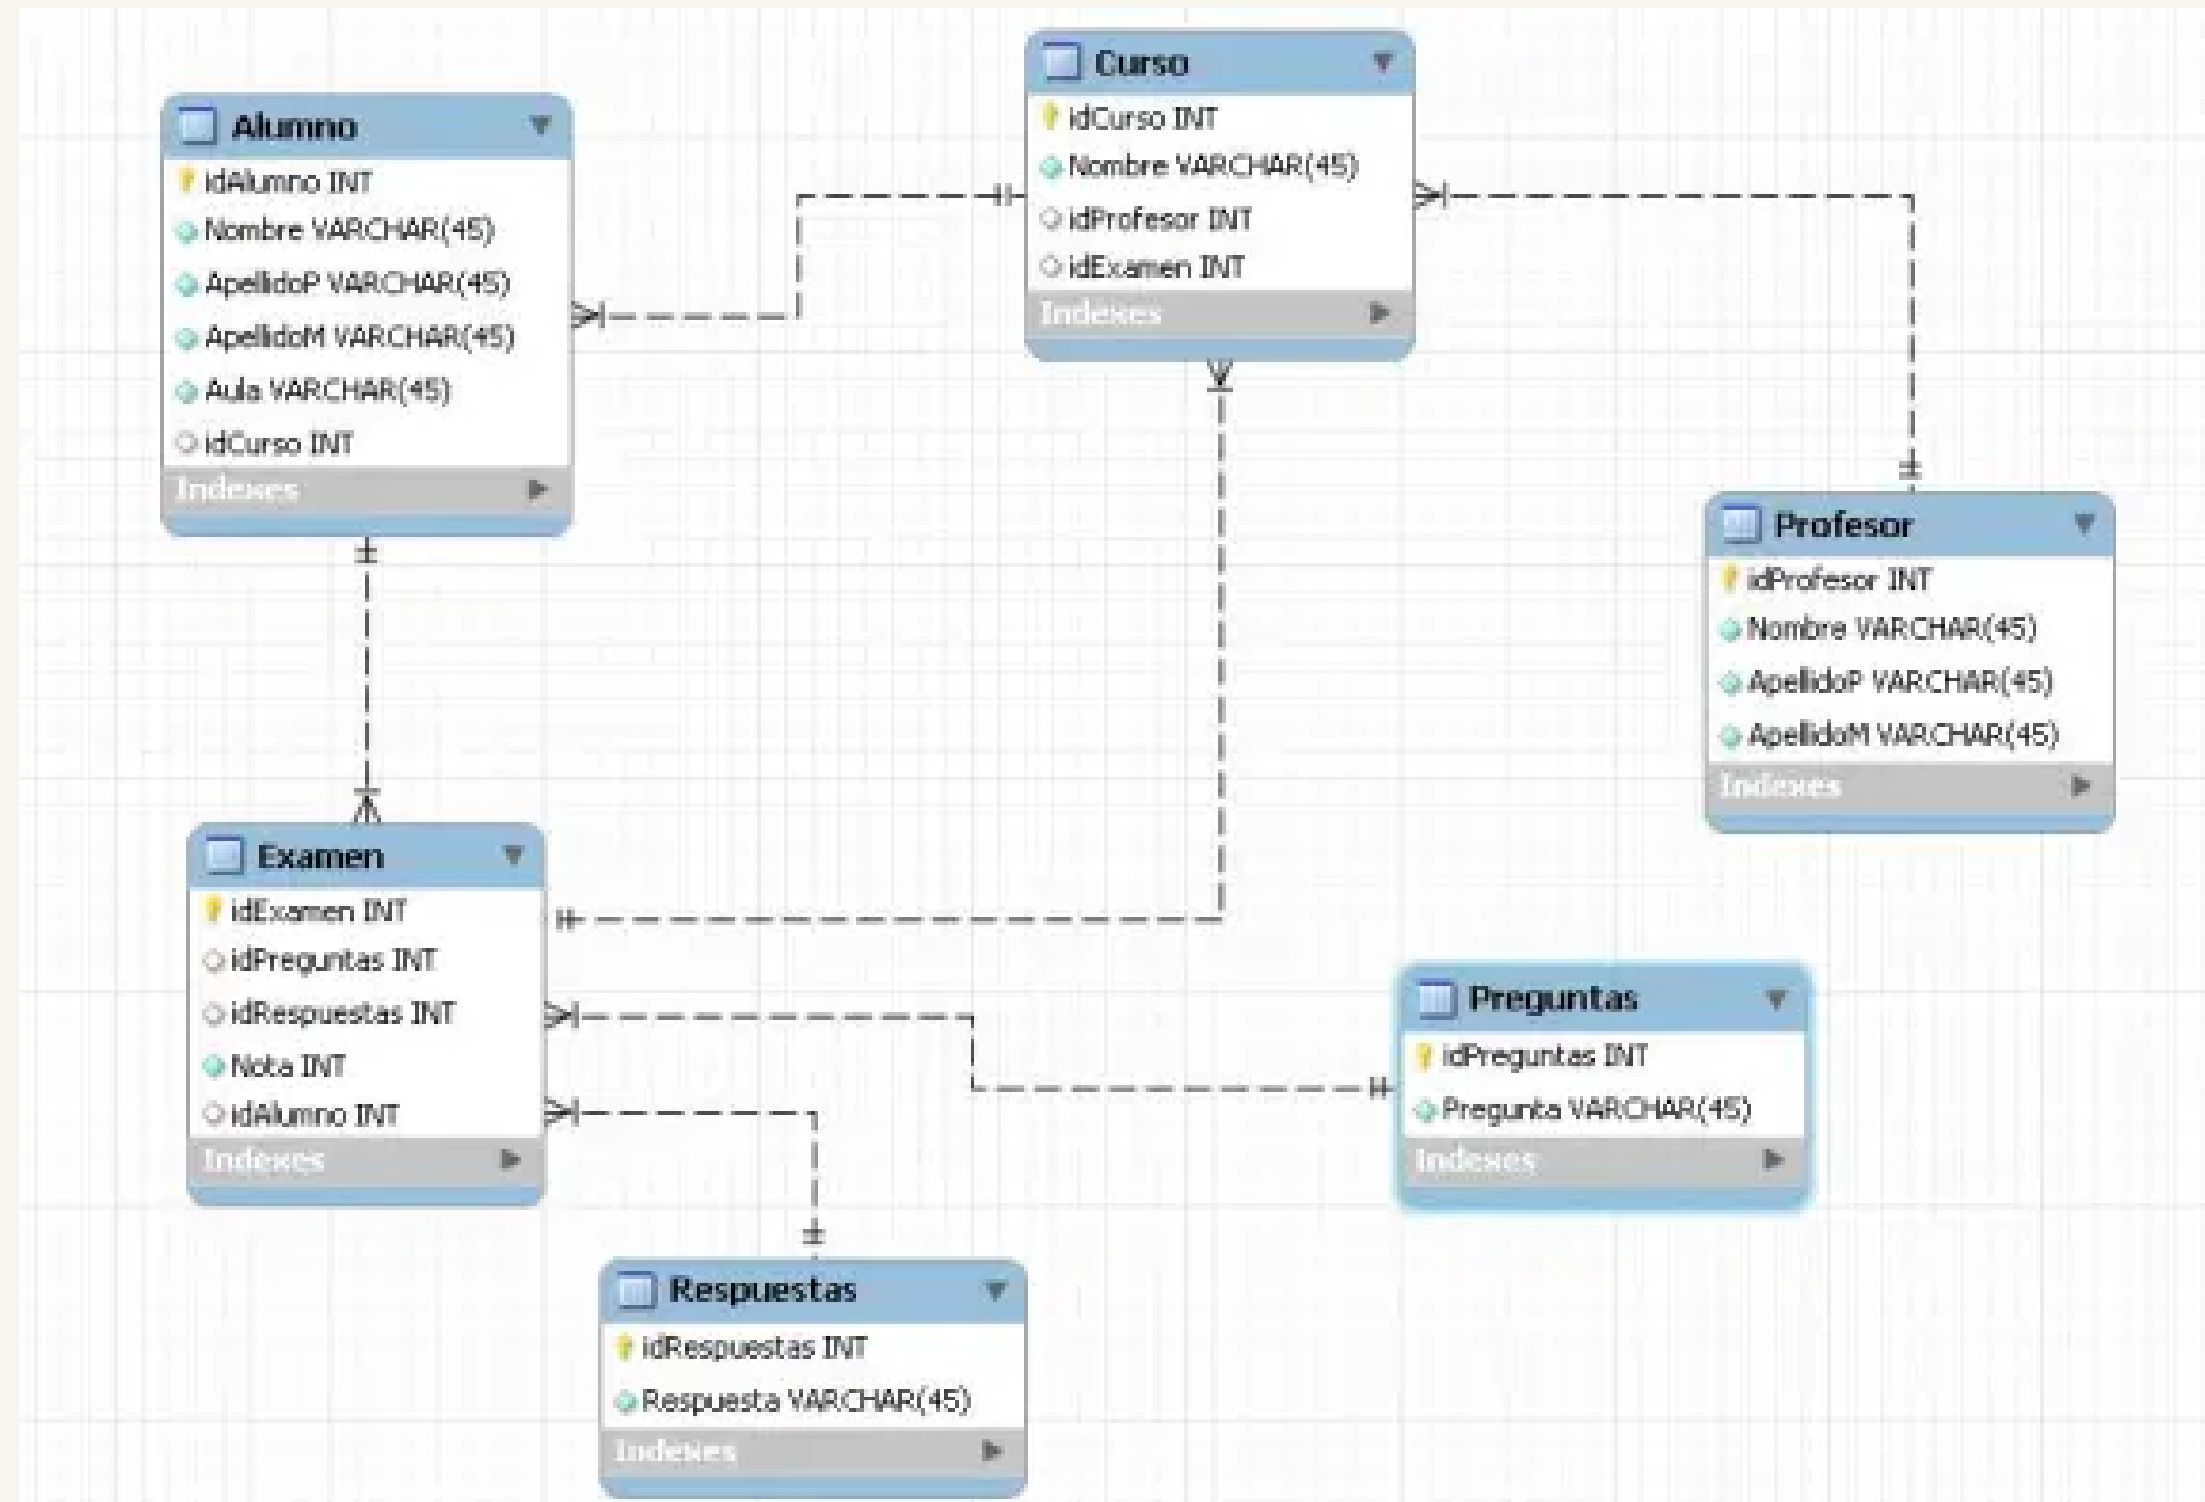 Alumno
idAlumno INT
Nombre VARCHAR(45)
ApellidoP VARCHAR(45)
ApellidoM VARCHAR(45)
Aula VARCHAR(45)
idCurso INT
Indexes
Curso
idCurso INT
Nombre VARCHAR(45)
idProfesor INT
idExamen INT
Indexes
Profesor
idProfesor INT
Nombre VARCHAR(45)
ApellidoP VARCHAR(45)
ApellidoM VARCHAR(45)
Indexes
Examen
idExamen INT
idPreguntas INT
idRespuestas INT
Nota INT
idAlumno INT
Indexes
Preguntas
idPreguntas INT
Pregunta VARCHAR(45)
Indexes
Respuestas
idRespuestas INT
Respuesta VARCHAR(45)
Indexes